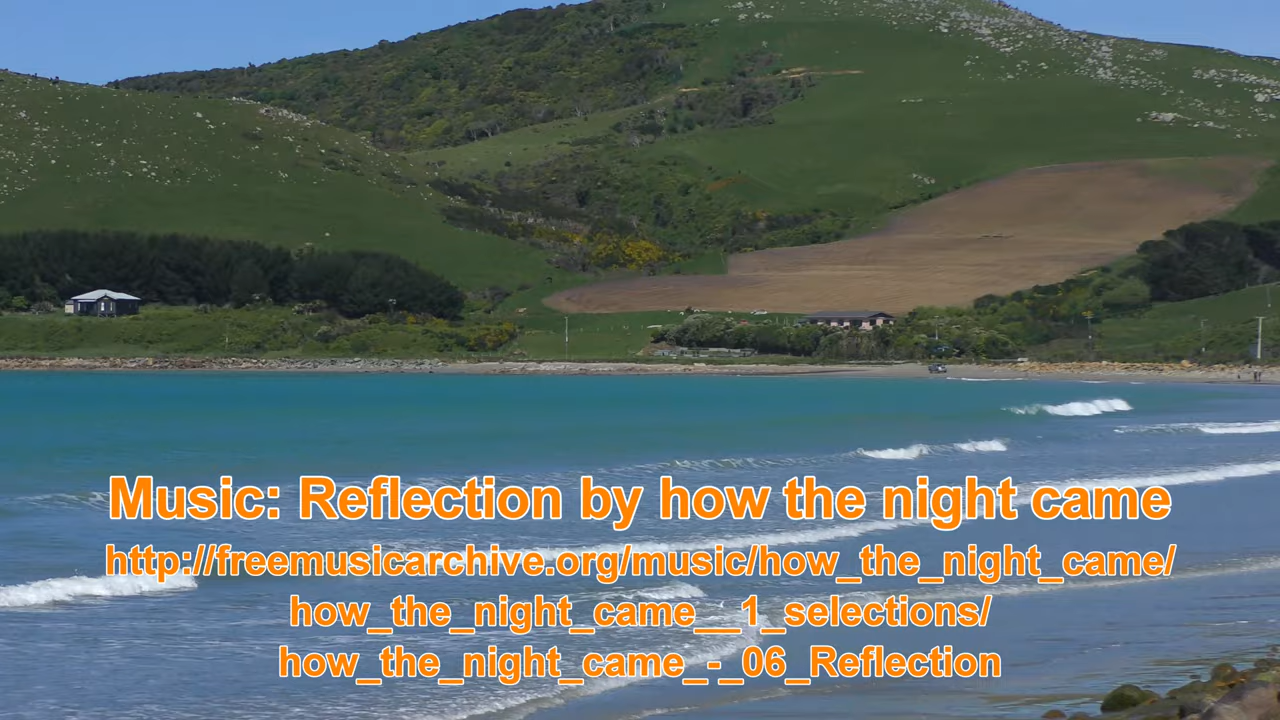 Music: Reflection by how the night came
http://freemusicarchive.org/music/how_the_night_came/
how_the_night_came__1_selections/
how_the_night_came_-_06_Reflection